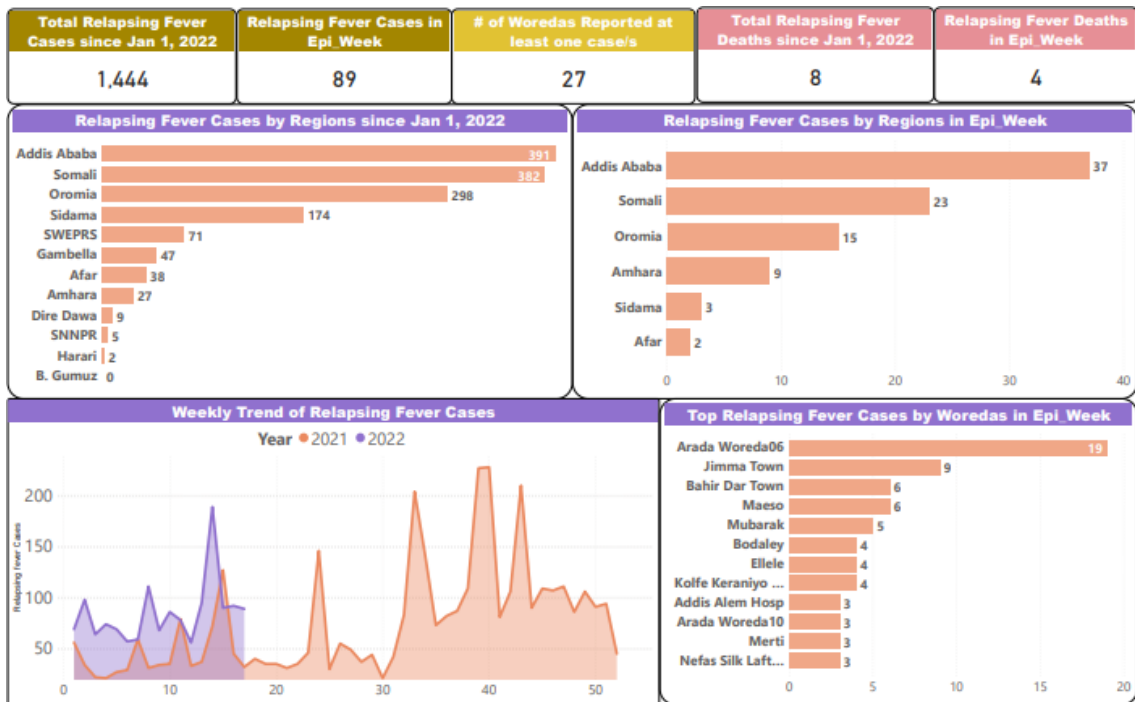 Total Relapsing Fever
Cases since Jan 1, 2022
1,444
Relapsing Fever Cases in
Epi_Week
89
# of Woredas Reported at
least one case/s
27
Total Relapsing Fever
Deaths since Jan 1, 2022
8
Relapsing Fever Deaths
in Epi_Week
4
Relapsing Fever Cases by Regions since Jan 1, 2022
Addis Ababa 391
Somali 382
Oromia 298
Sidama 174
SWEPRS 71
Gambella 47
Afar 38
Amhara 27
Dire Dawa 9
SNNPR 5
Harari 2
B. Gumuz 0
Relapsing Fever Cases by Regions in Epi_Week
Addis Ababa 37
Somali 23
Oromia 15
Amhara 9
Sidama 3
Afar 2
0 10 20 30 40
Weekly Trend of Relapsing Fever Cases
Year 2021 2022
Relapsing Fever Cases
200
150
100
50
0 10 20 30 40 50
Top Relapsing Fever Cases by Woredas in Epi_Week
Arada Woreda06 19
Jimma Town 9
Bahir Dar Town 6
Maeso 6
Mubarak 5
Bodaley 4
Ellele 4
Kolfe Keraniyo ... 4
Addis Alem Hosp 3
Arada Woreda10 3
Merti 3
Nefas Silk Laft... 3
0 5 10 15 20